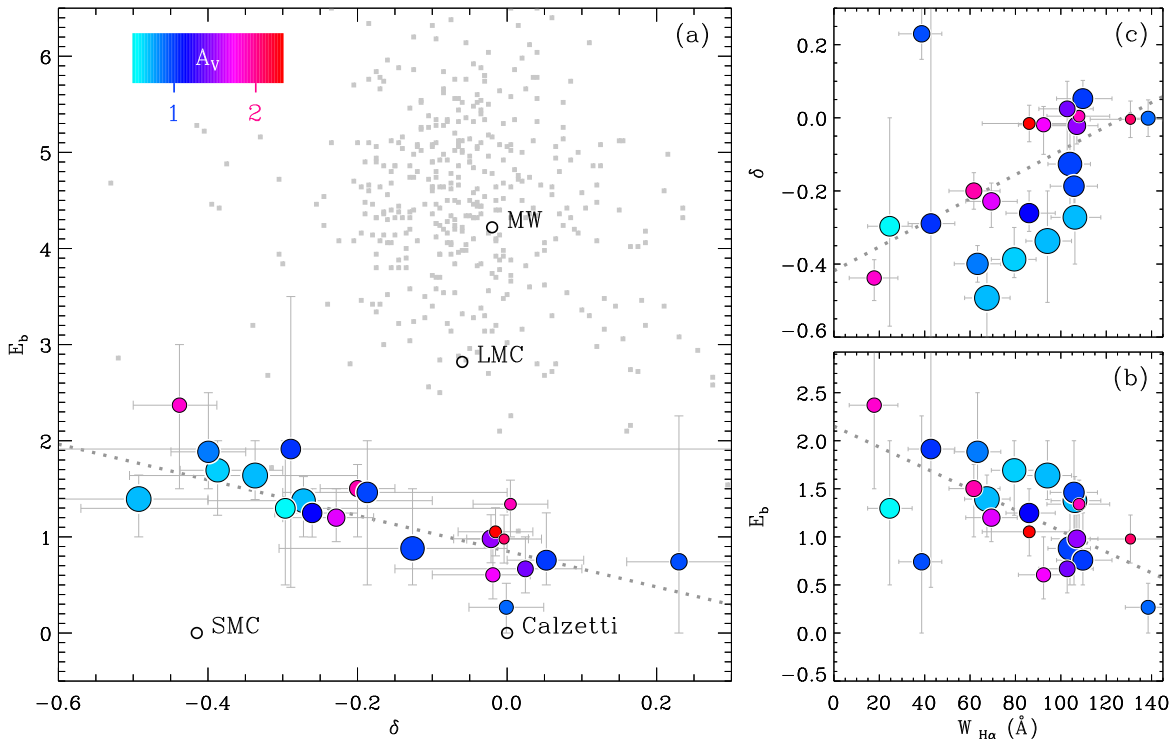 (a)
A_V
1 2
MW
LMC
SMC
Calzetti
6
5
4
3
2
1
0
E_b
−0.6 −0.4 −0.2 0.0 0.2
δ
(c)
0.2
0.0
−0.2
−0.4
−0.6
δ
(b)
2.5
2.0
1.5
1.0
0.5
0.0
−0.5
E_b
0 20 40 60 80 100 120 140
W_Hα (Å)